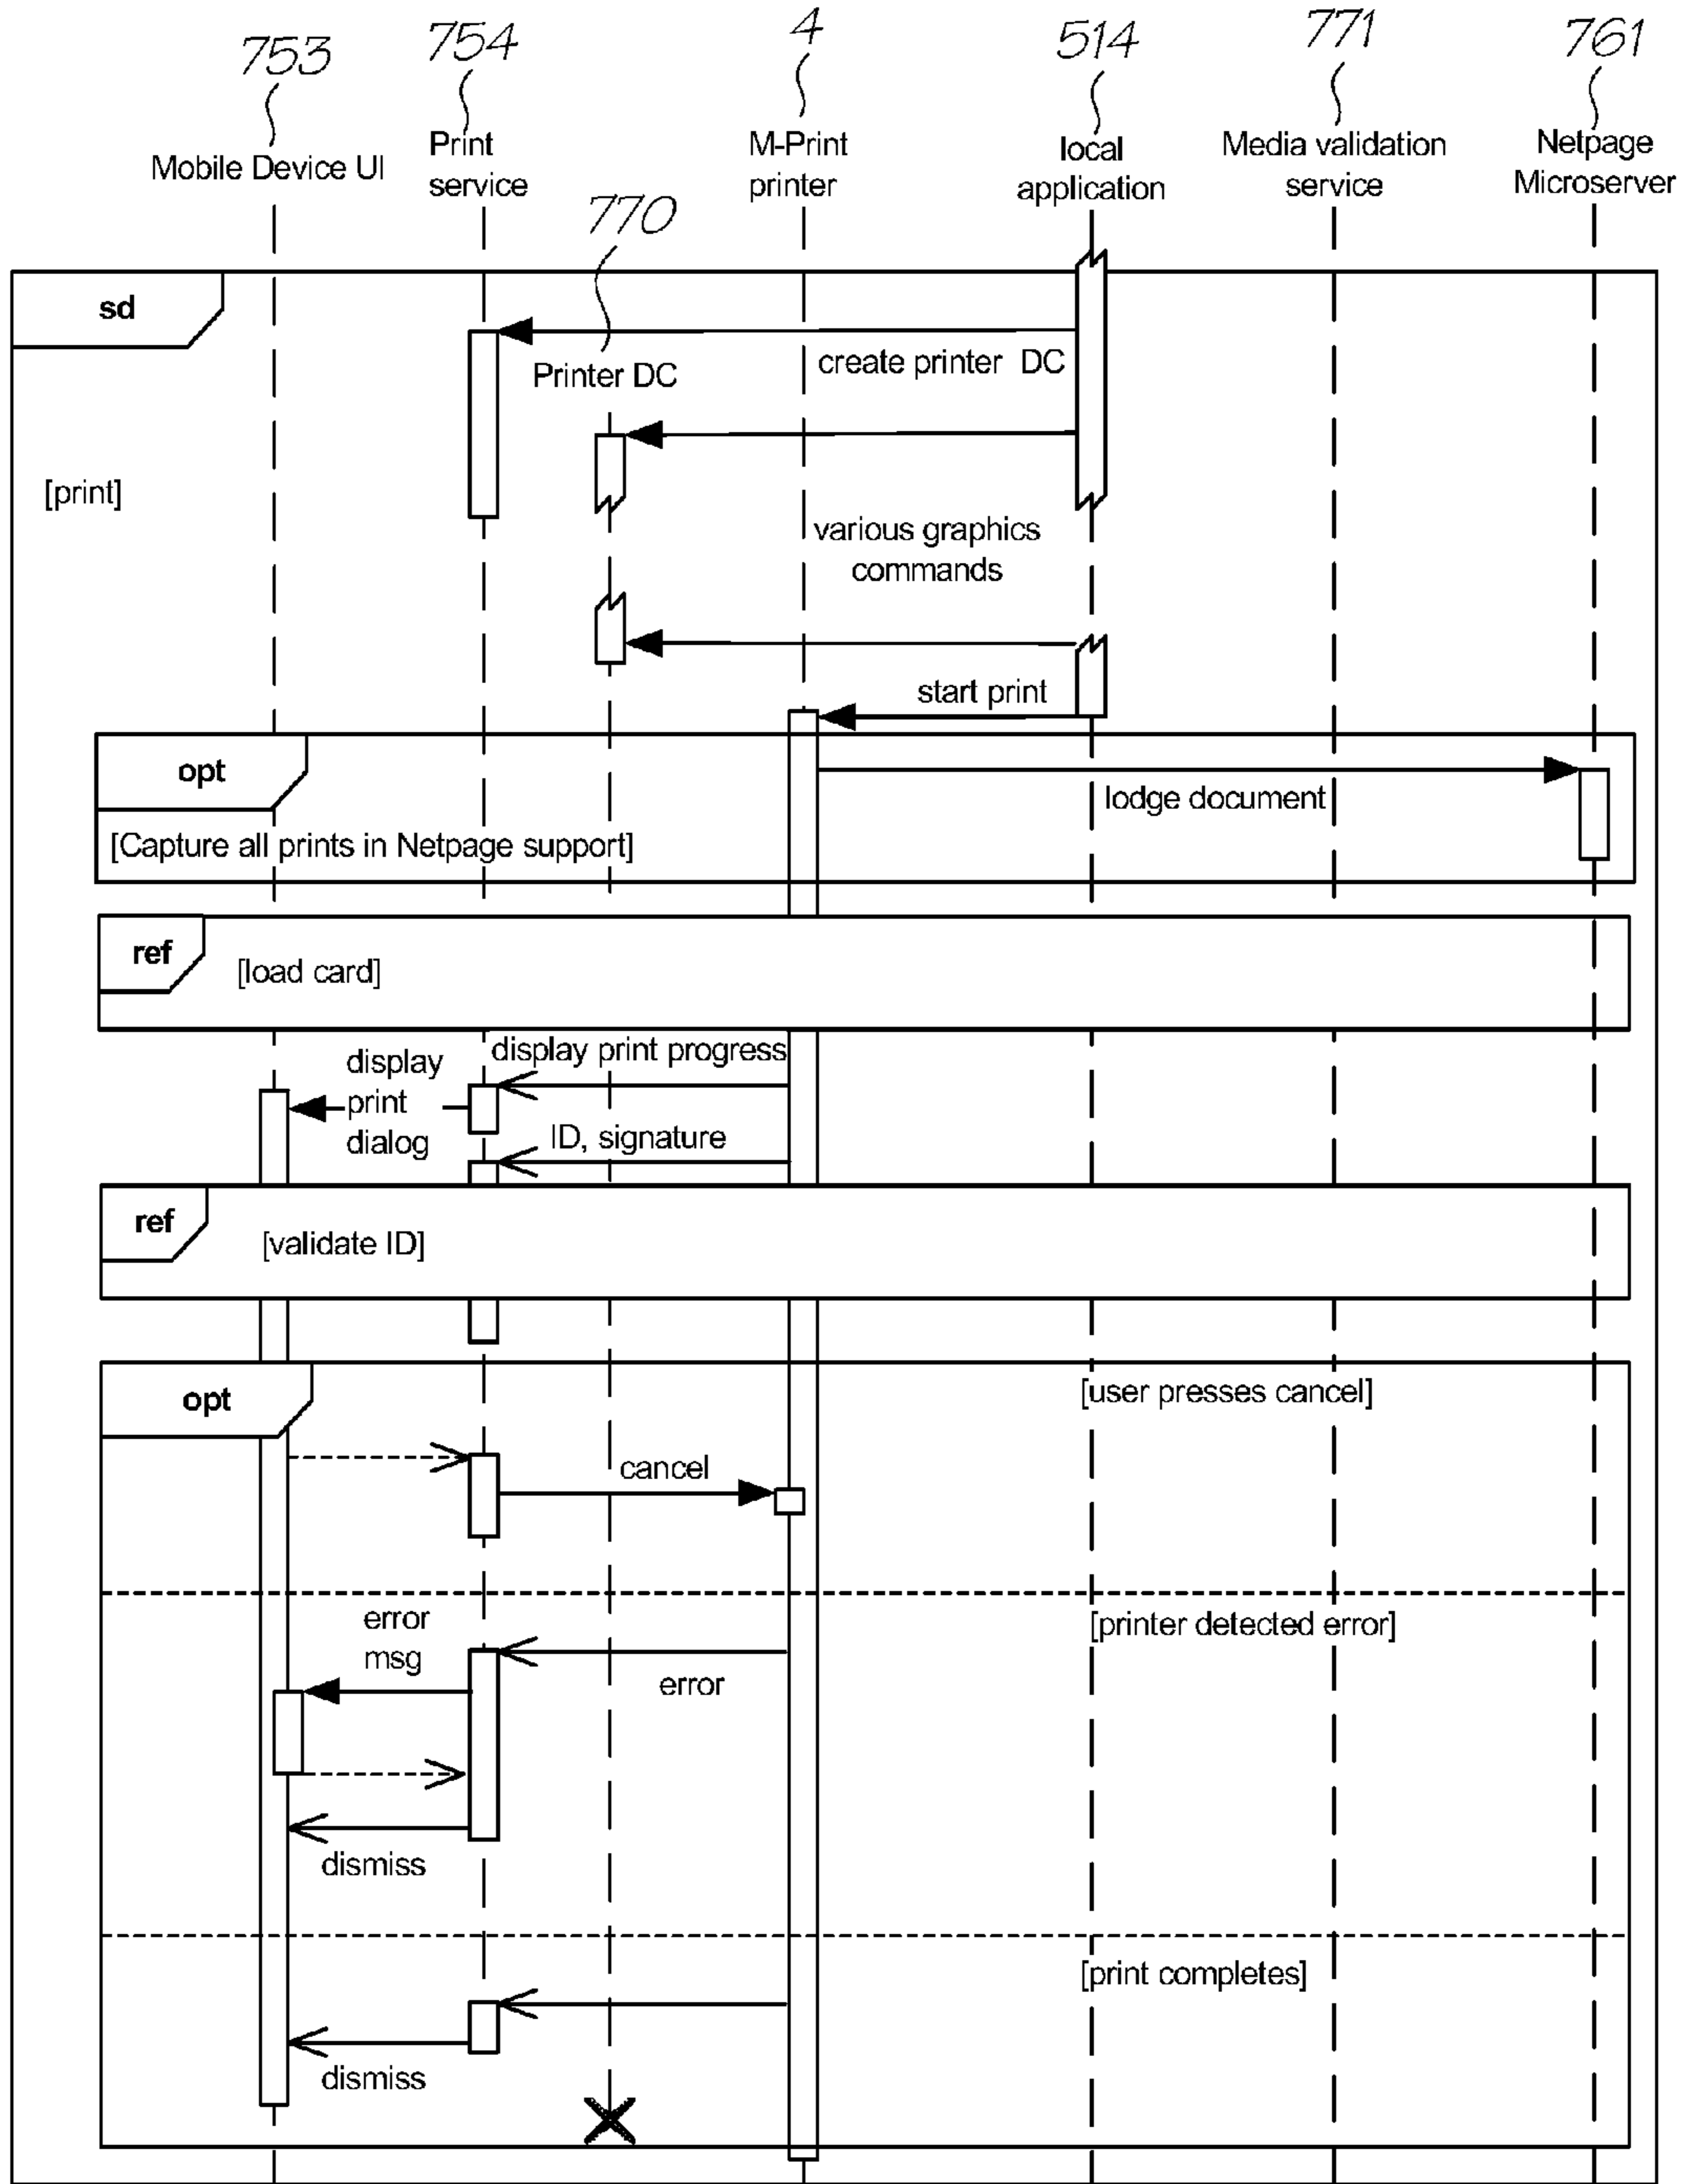 753
754
4
514
771
761
Mobile Device UI
Print
service
M-Print
printer
local
application
Media validation
service
Netpage
Microserver
770
sd
Printer DC
create printer DC
[print]
various graphics
commands
start print
opt
lodge document
[Capture all prints in Netpage support]
ref
[load card]
display print progress
display
print
dialog
ID, signature
ref
[validate ID]
opt
[user presses cancel]
cancel
error
msg
[printer detected error]
error
dismiss
[print completes]
dismiss